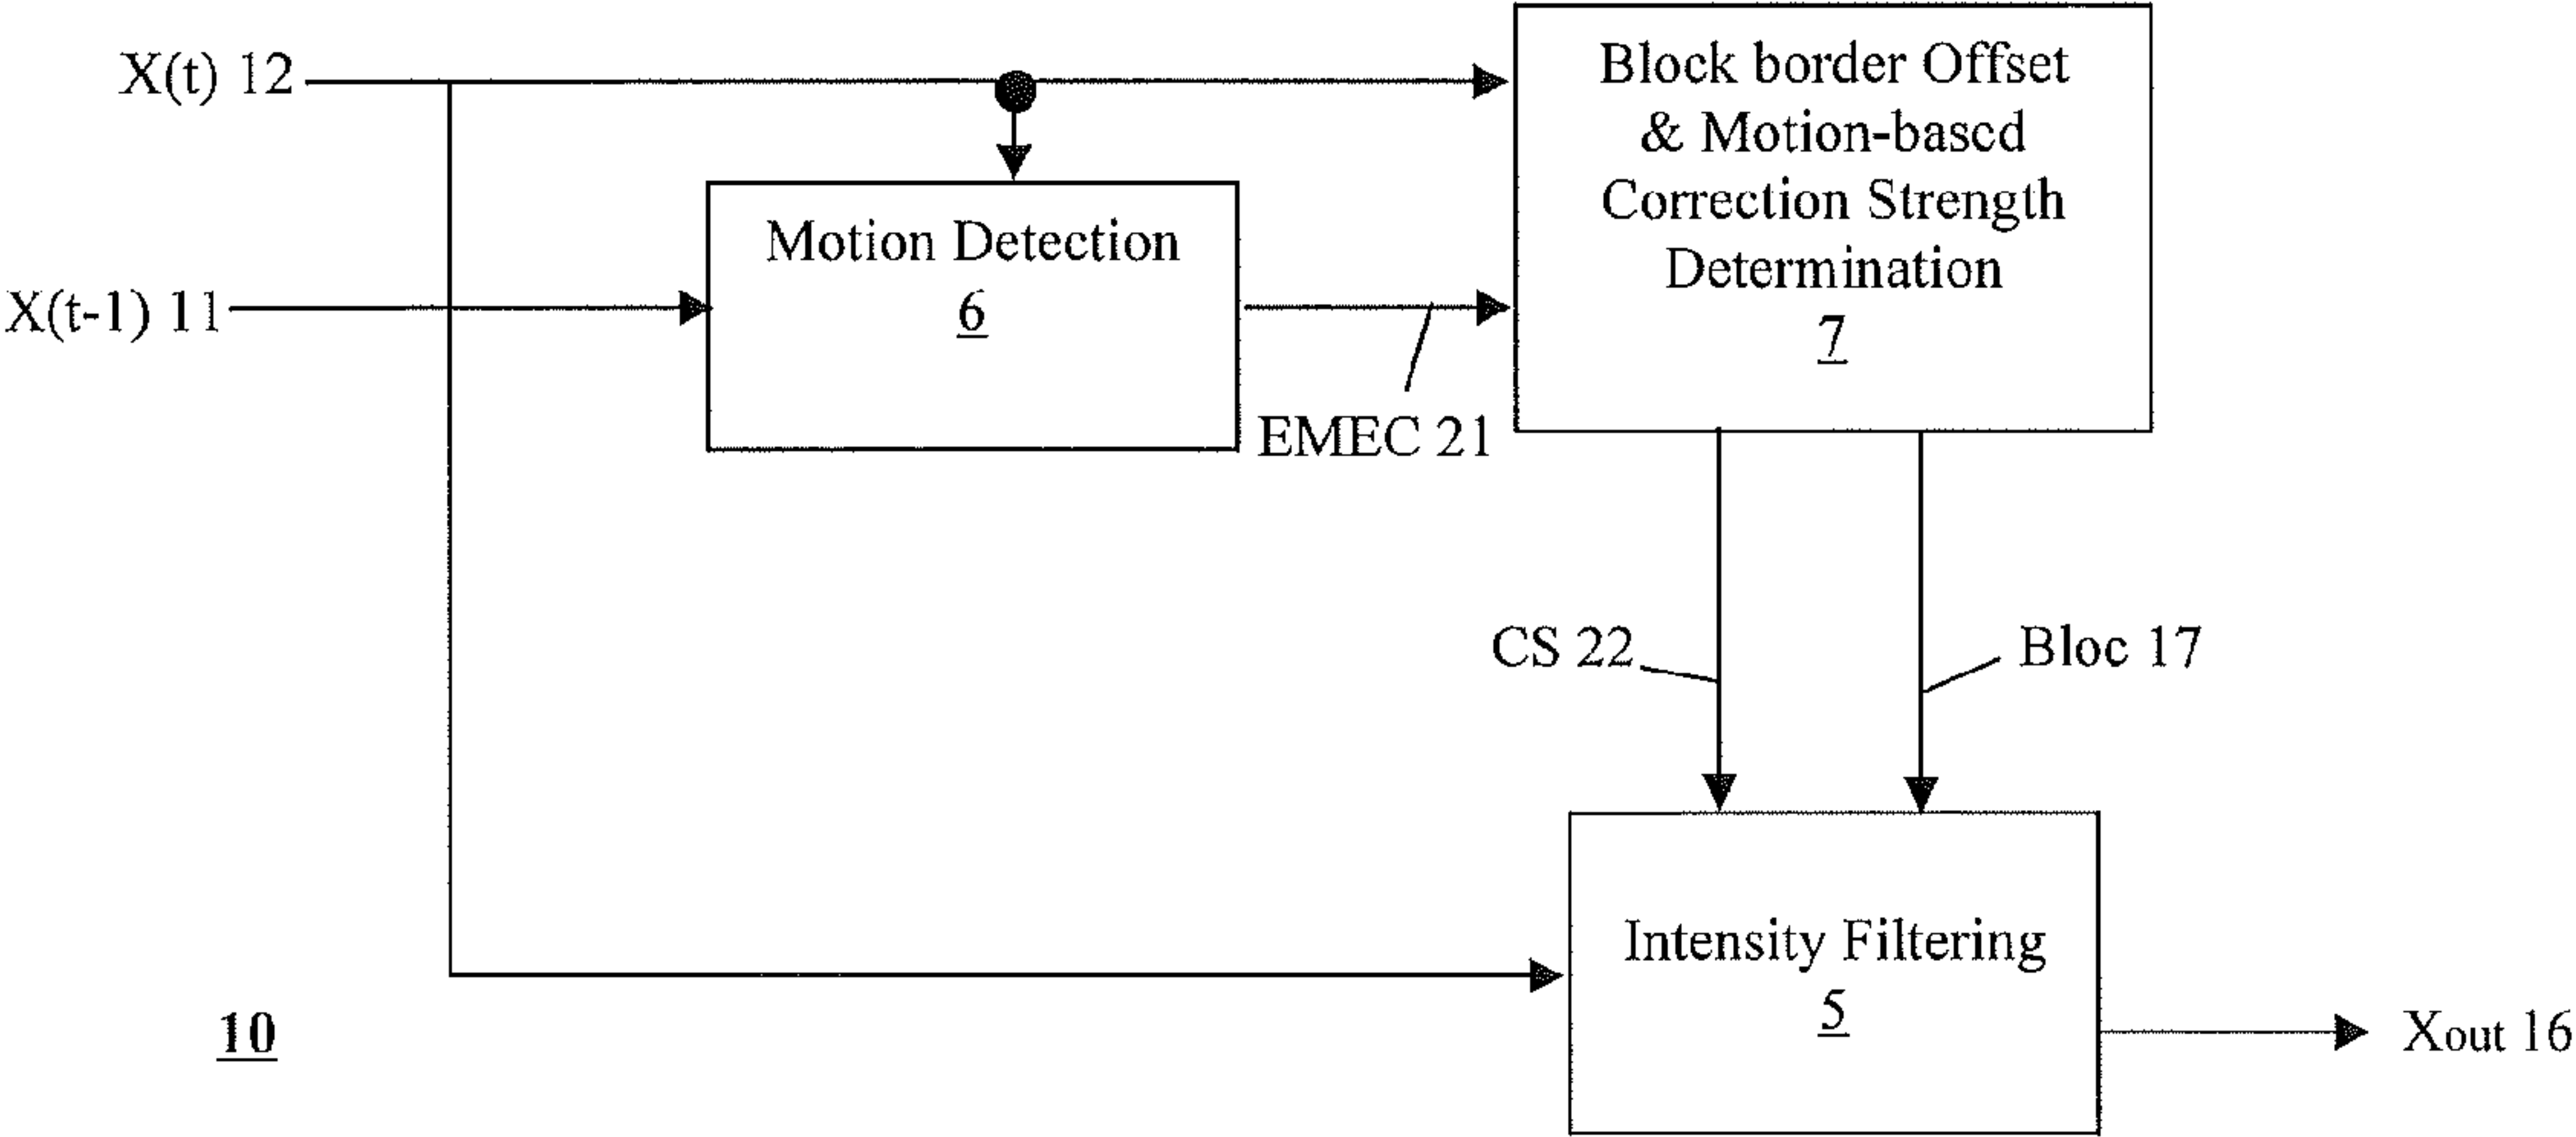 X(t) 12
Block border Offset
& Motion-based
Correction Strength
Determination
7
Motion Detection
6
X(t-1) 11
EMEC 21
CS 22
Bloc 17
Intensity Filtering
5
10
Xout 16